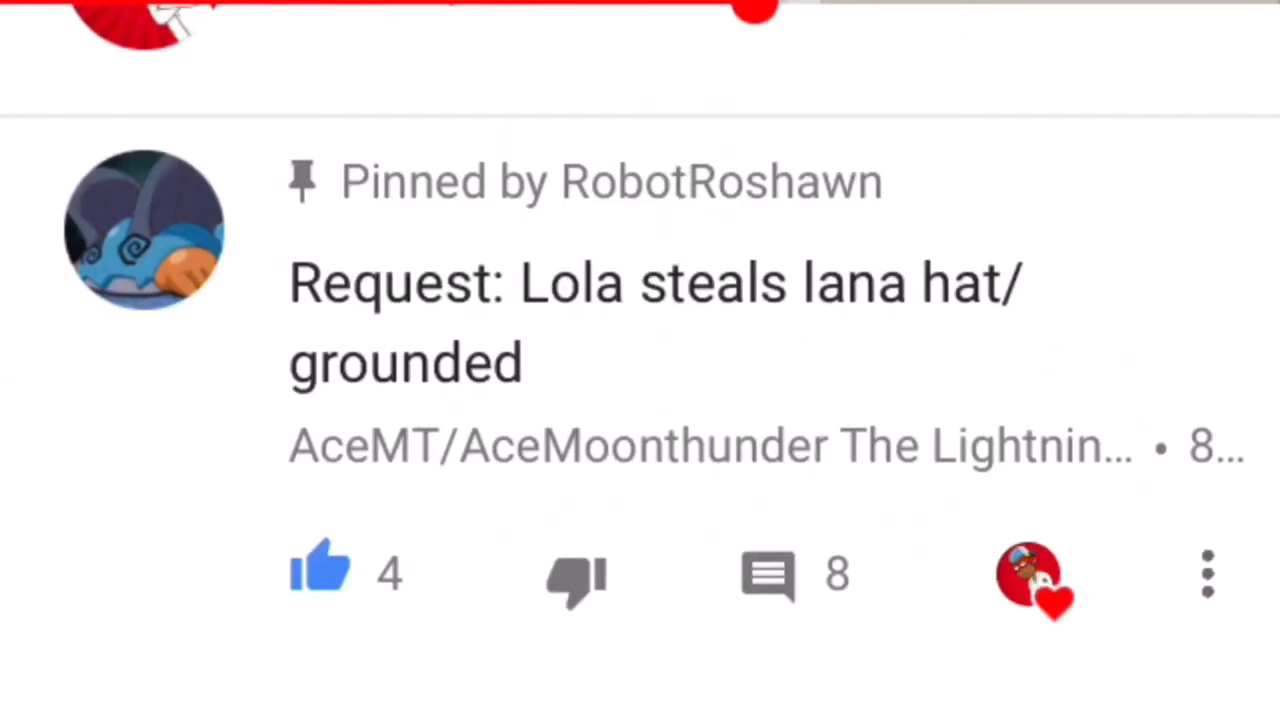 Pinned by RobotRoshawn
Request: Lola steals lana hat/
grounded
AceMT/AceMoonthunder The Lightnin... • 8...
4
8